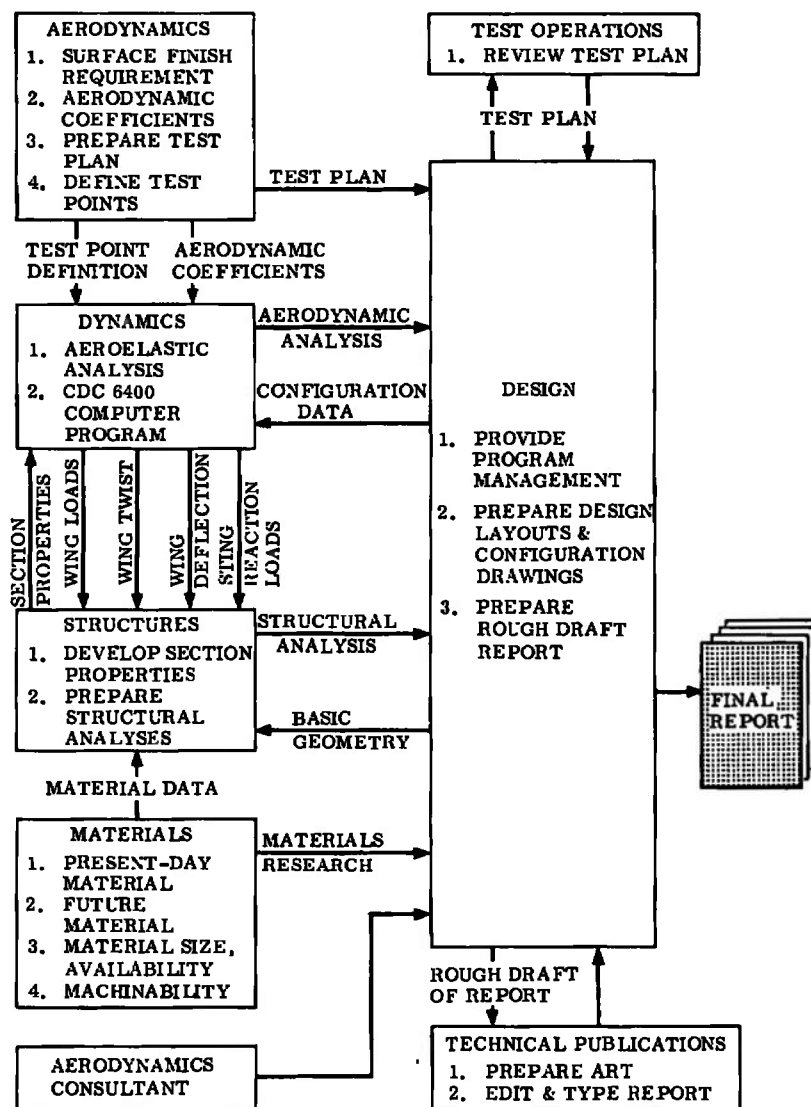 AERODYNAMICS
1. SURFACE FINISH
REQUIREMENT
2. AERODYNAMIC
COEFFICIENTS
3. PREPARE TEST
PLAN
4. DEFINE TEST
POINTS
TEST OPERATIONS
1. REVIEW TEST PLAN
TEST PLAN
TEST PLAN
TEST POINT
DEFINITION
AERODYNAMIC
COEFFICIENTS
DYNAMICS
1. AEROELASTIC
ANALYSIS
2. CDC 6400
COMPUTER
PROGRAM
AERODYNAMIC
ANALYSIS
CONFIGURATION
DATA
DESIGN
1. PROVIDE
PROGRAM
MANAGEMENT
2. PREPARE DESIGN
LAYOUTS &
CONFIGURATION
DRAWINGS
3. PREPARE
ROUGH DRAFT
REPORT
SECTION
PROPERTIES
WING LOADS
WING TWIST
WING
DEFLECTION
STING
REACTION
LOADS
STRUCTURES
1. DEVELOP SECTION
PROPERTIES
2. PREPARE
STRUCTURAL
ANALYSES
STRUCTURAL
ANALYSIS
BASIC
GEOMETRY
FINAL
REPORT
MATERIAL DATA
MATERIALS
1. PRESENT-DAY
MATERIAL
2. FUTURE
MATERIAL
3. MATERIAL SIZE,
AVAILABILITY
4. MACHINABILITY
MATERIALS
RESEARCH
ROUGH DRAFT
OF REPORT
AERODYNAMICS
CONSULTANT
TECHNICAL PUBLICATIONS
1. PREPARE ART
2. EDIT & TYPE REPORT